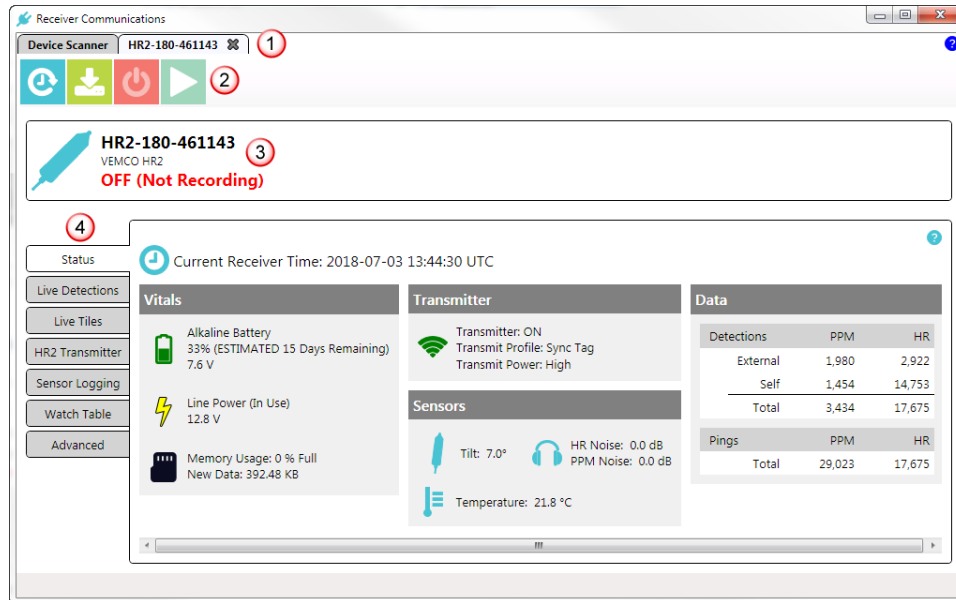 Receiver Communications
Device Scanner
HR2-180-461143
1
?
2
HR2-180-461143
VEMCO HR2
OFF (Not Recording)
3
4
Status
Live Detections
Live Tiles
HR2 Transmitter
Sensor Logging
Watch Table
Advanced
?
Current Receiver Time: 2018-07-03 13:44:30 UTC
Vitals
Alkaline Battery
33% (ESTIMATED 15 Days Remaining)
7.6 V
Line Power (In Use)
12.8 V
Memory Usage: 0 % Full
New Data: 392.48 KB
Transmitter
Transmitter: ON
Transmit Profile: Sync Tag
Transmit Power: High
Sensors
Tilt: 7.0°
HR Noise: 0.0 dB
PPM Noise: 0.0 dB
Temperature: 21.8 °C
Data
Detections PPM HR
External 1,980 2,922
Self 1,454 14,753
Total 3,434 17,675
Pings PPM HR
Total 29,023 17,675